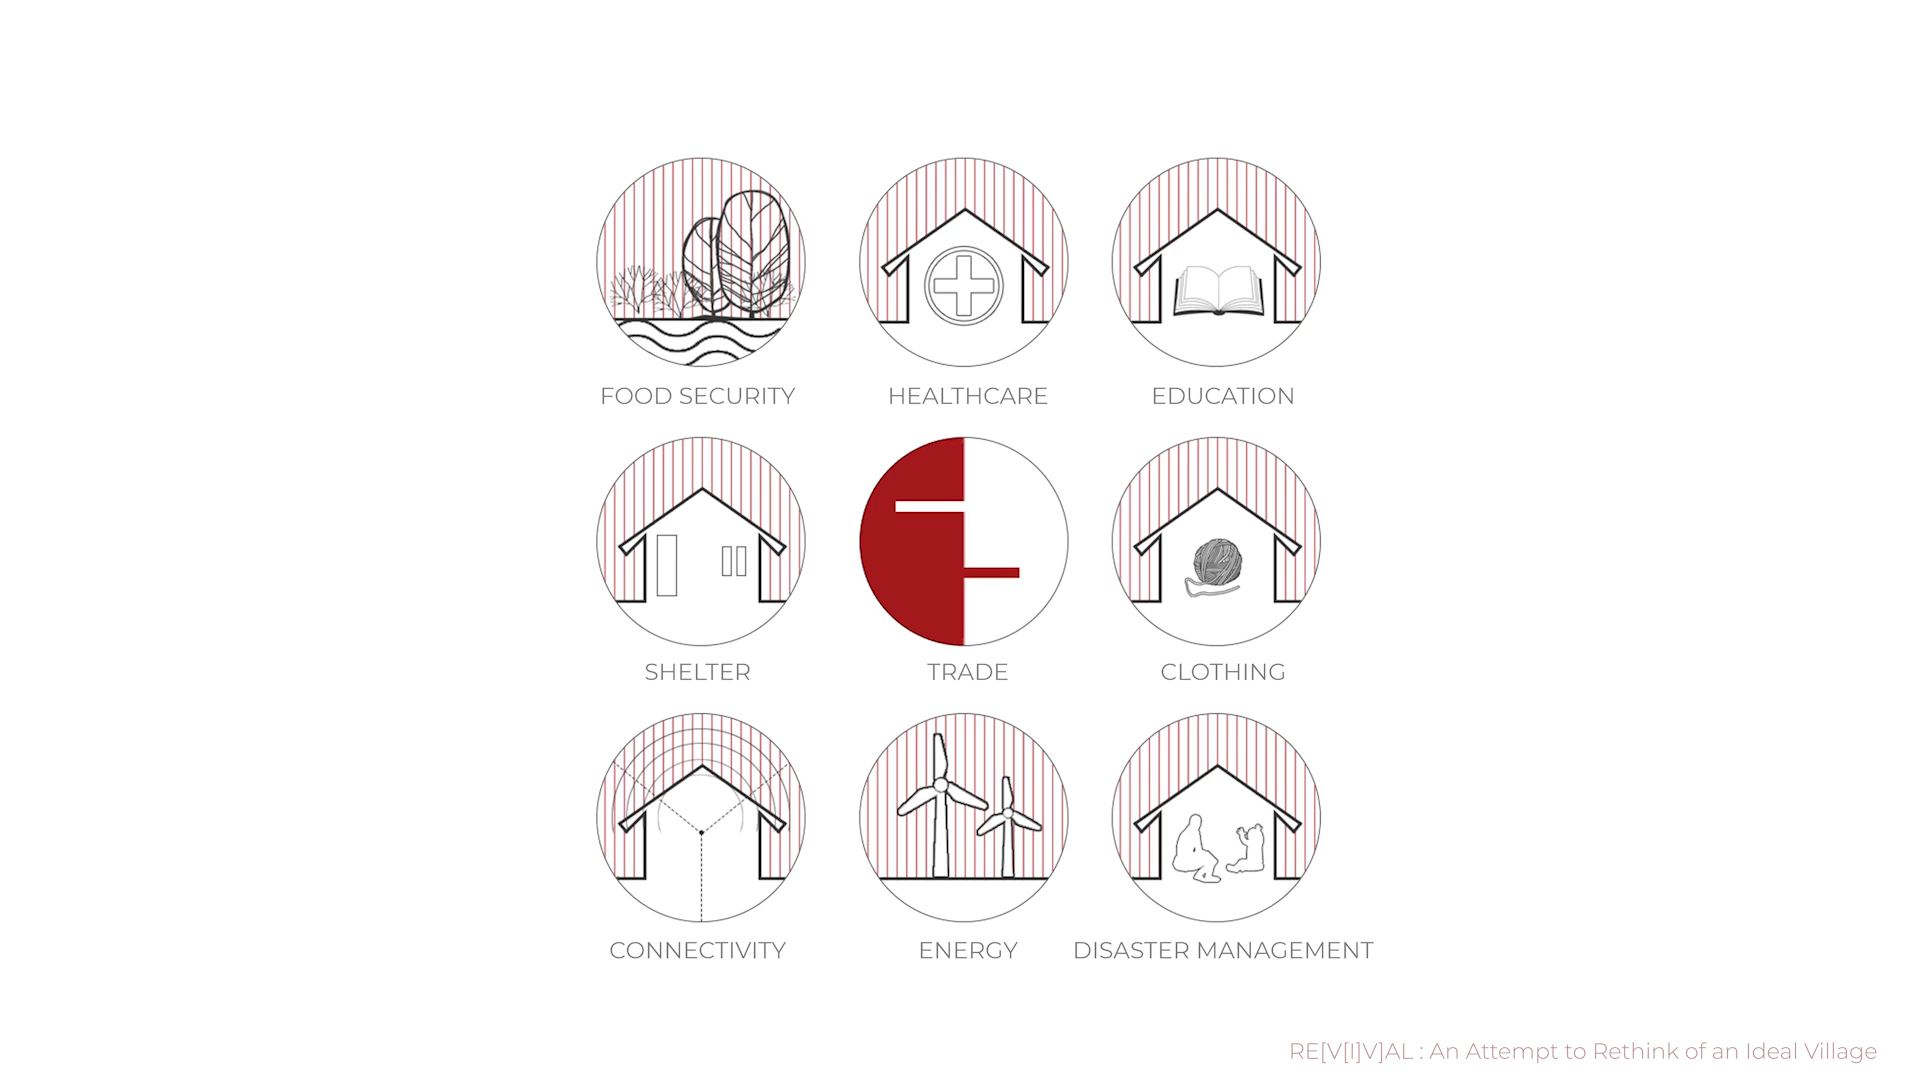 FOOD SECURITY
HEALTHCARE
EDUCATION
SHELTER
TRADE
CLOTHING
CONNECTIVITY
ENERGY
DISASTER MANAGEMENT
RE[V[I]V]AL : An Attempt to Rethink of an Ideal Village